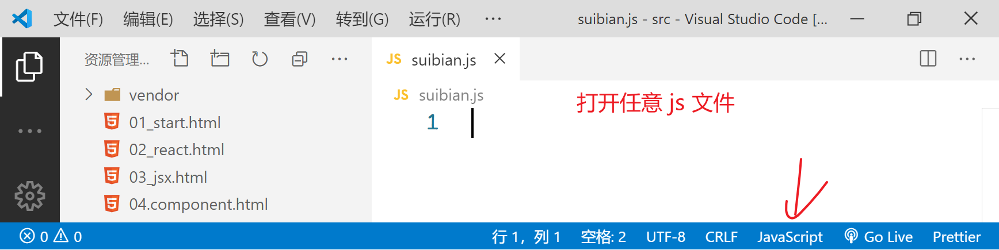 文件(F) 编辑(E) 选择(S) 查看(V) 转到(G) 运行(R) ··· suibian.js - src - Visual Studio Code [...
资源管理... ··· JS suibian.js ···
vendor
JS suibian.js
打开任意 js 文件
01_start.html
1
02_react.html
03_jsx.html
04.component.html
0 0 行 1，列 1 空格: 2 UTF-8 CRLF JavaScript Go Live Prettier